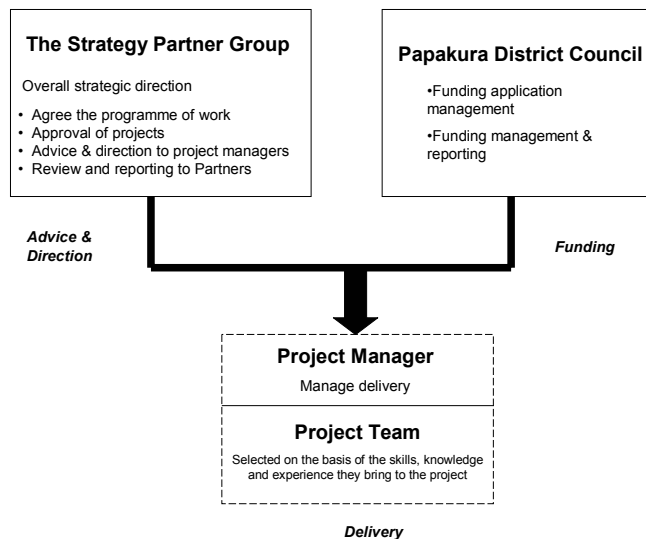 The Strategy Partner Group
Overall strategic direction
• Agree the programme of work
• Approval of projects
• Advice & direction to project managers
• Review and reporting to Partners
Papakura District Council
•Funding application
management
•Funding management &
reporting
Advice &
Direction
Funding
Project Manager
Manage delivery
Project Team
Selected on the basis of the skills, knowledge
and experience they bring to the project
Delivery